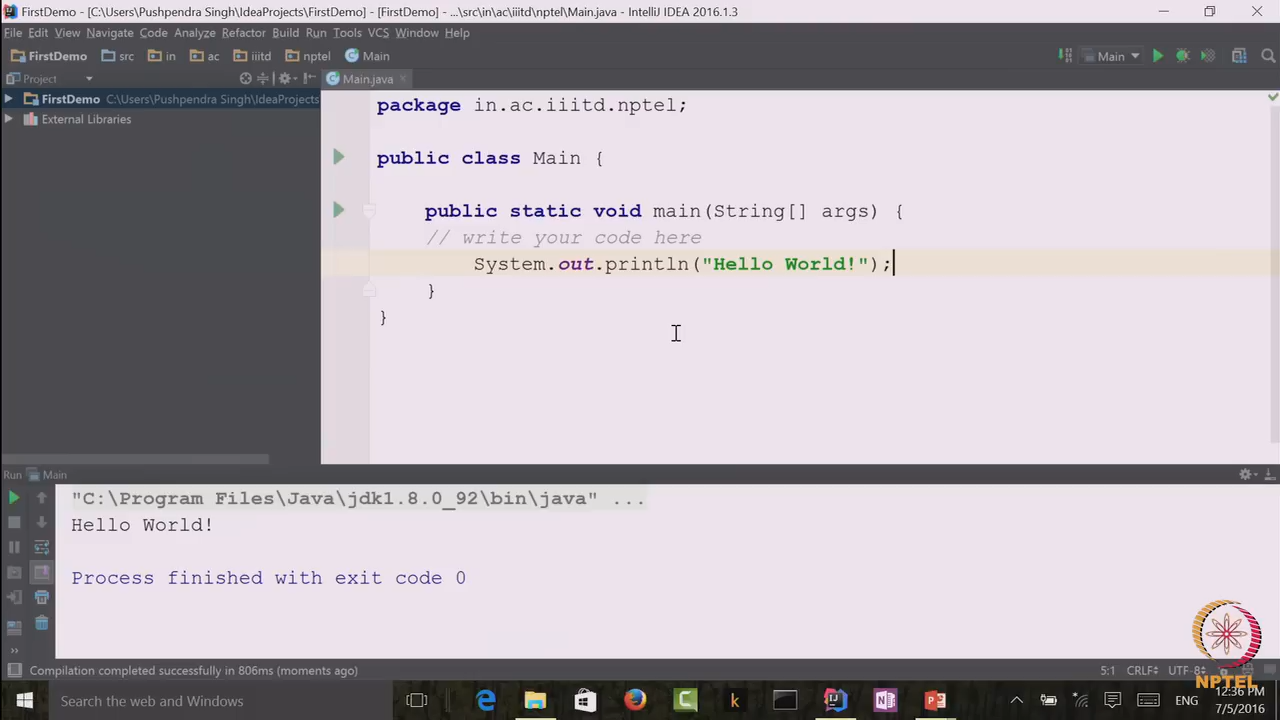 FirstDemo - [C:\Users\Pushpendra Singh\IdeaProjects\FirstDemo] - [FirstDemo] - ...\src\in\ac\iiitd\nptel\Main.java - IntelliJ IDEA 2016.1.3
File Edit View Navigate Code Analyze Refactor Build Run Tools VCS Window Help
FirstDemo src in ac iiitd nptel Main Main
Project Main.java
FirstDemo C:\Users\Pushpendra Singh\IdeaProjects
External Libraries
package in.ac.iiitd.nptel;
public class Main {
public static void main(String[] args) {
// write your code here
System.out.println("Hello World!");
}
}
Run Main
"C:\Program Files\Java\jdk1.8.0_92\bin\java" ...
Hello World!
Process finished with exit code 0
Compilation completed successfully in 806ms (moments ago) 5:1 CRLF UTF-8
NPTEL
Search the web and Windows ENG 12:36 PM
7/5/2016